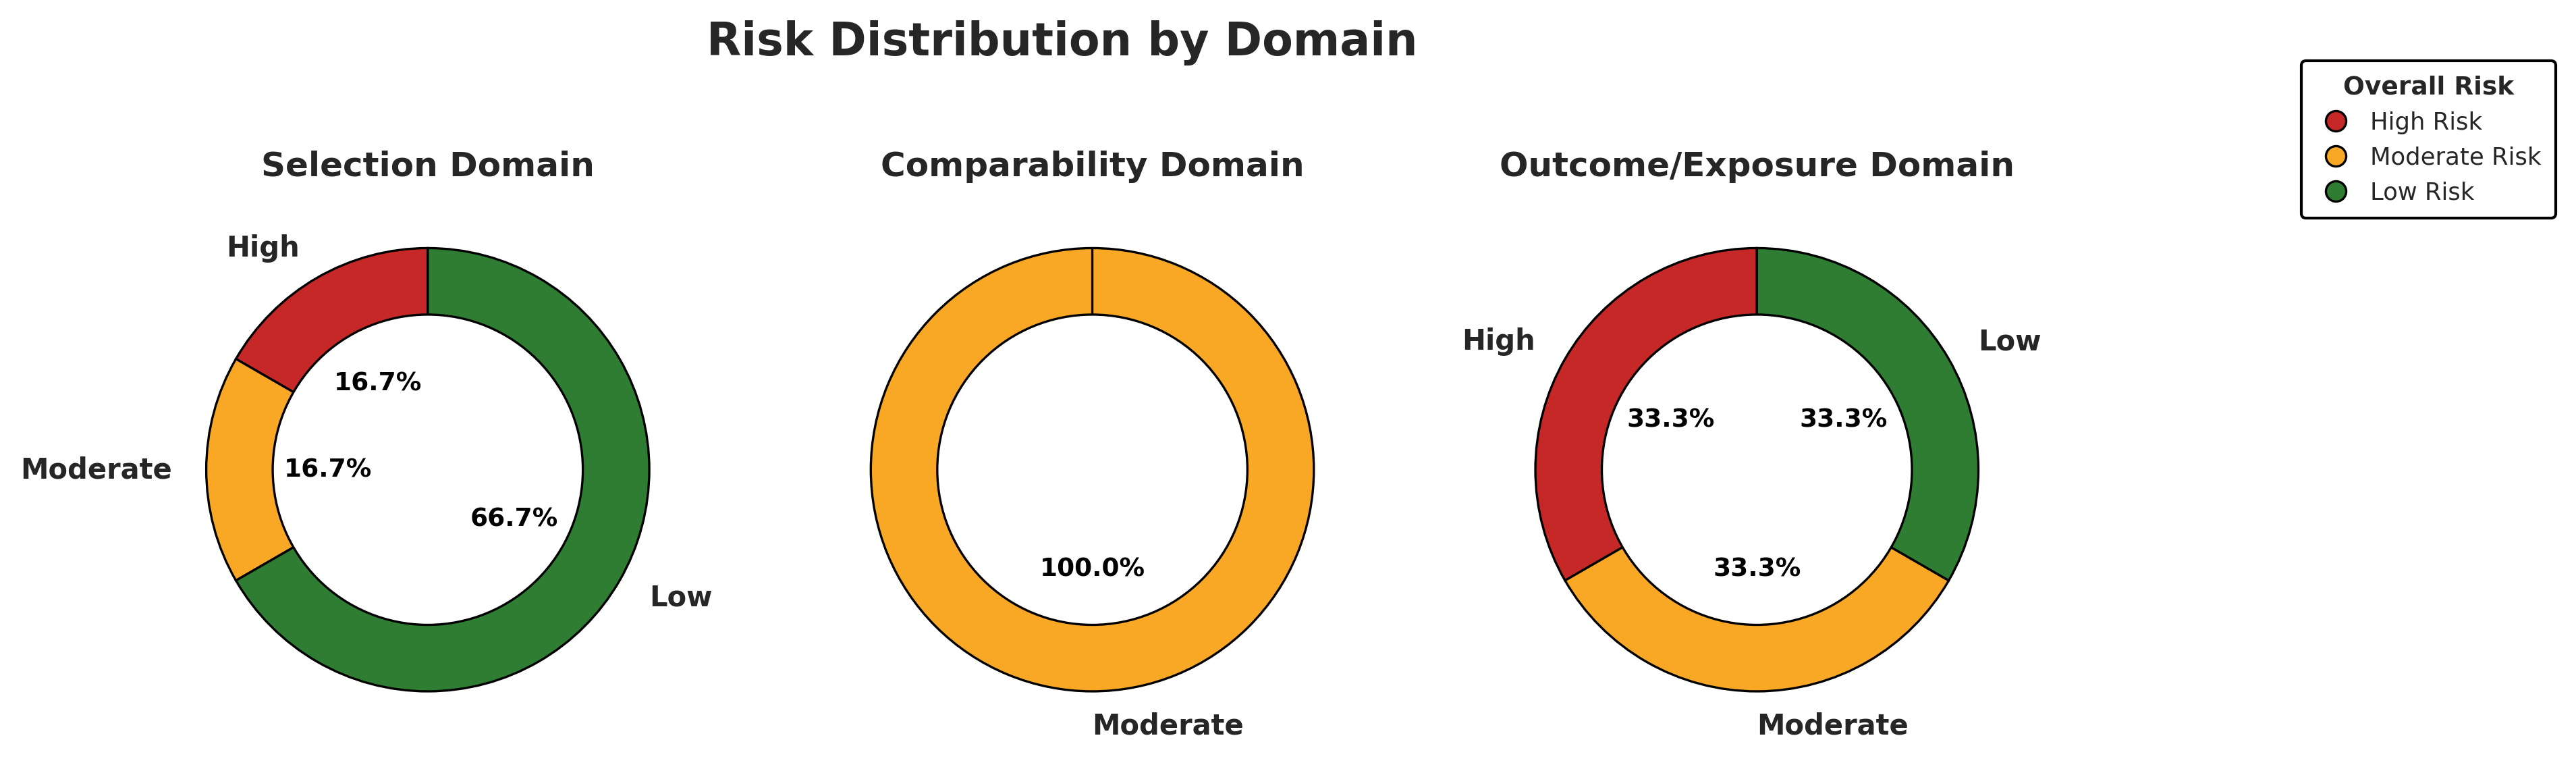 Risk Distribution by Domain
Overall Risk
High Risk
Moderate Risk
Low Risk
Selection Domain
High
16.7%
Moderate
16.7%
66.7%
Low
Comparability Domain
100.0%
Moderate
Outcome/Exposure Domain
High
Low
33.3%
33.3%
33.3%
Moderate